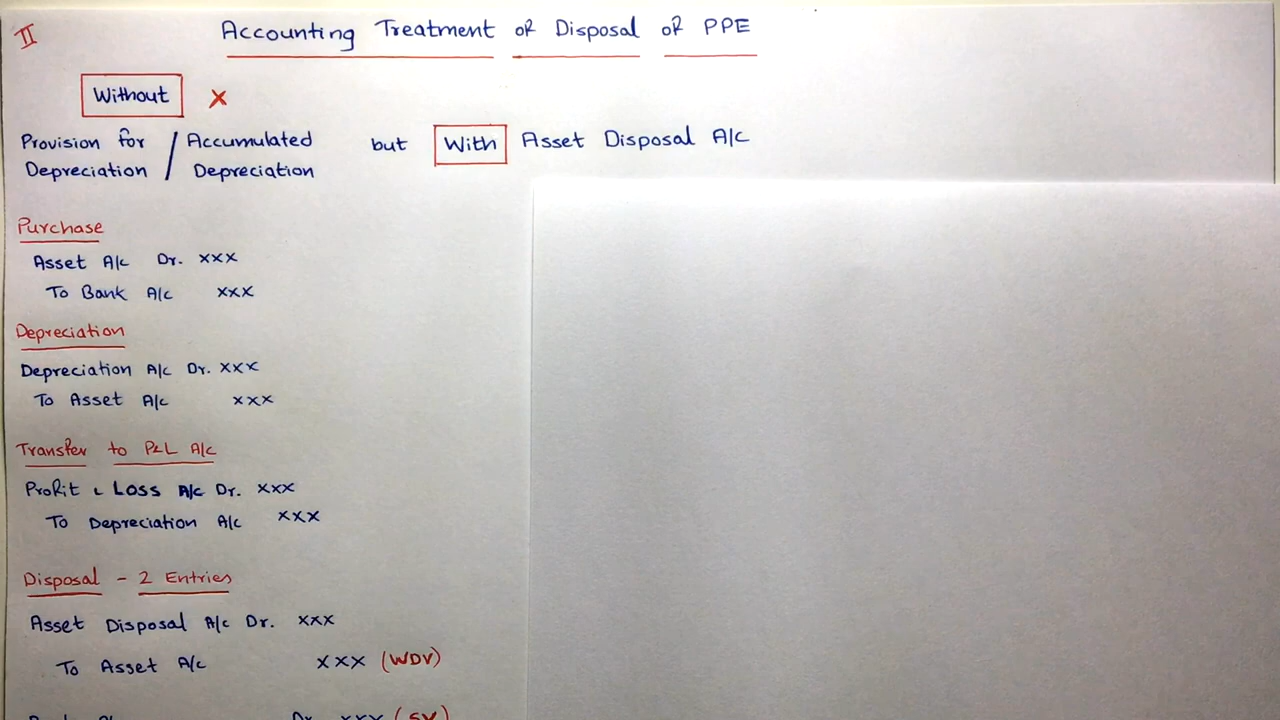 II
Accounting Treatment of Disposal of PPE
Without X
Provision for / Accumulated but With Asset Disposal A/c
Depreciation / Depreciation
Purchase
Asset A/c Dr. xxx
To Bank A/c xxx
Depreciation
Depreciation A/c Dr. xxx
To Asset A/c xxx
Transfer to P&L A/c
Profit & Loss A/c Dr. xxx
To Depreciation A/c xxx
Disposal - 2 Entries
Asset Disposal A/c Dr. xxx
To Asset A/c xxx (WDV)
Dr. xxx (SV)